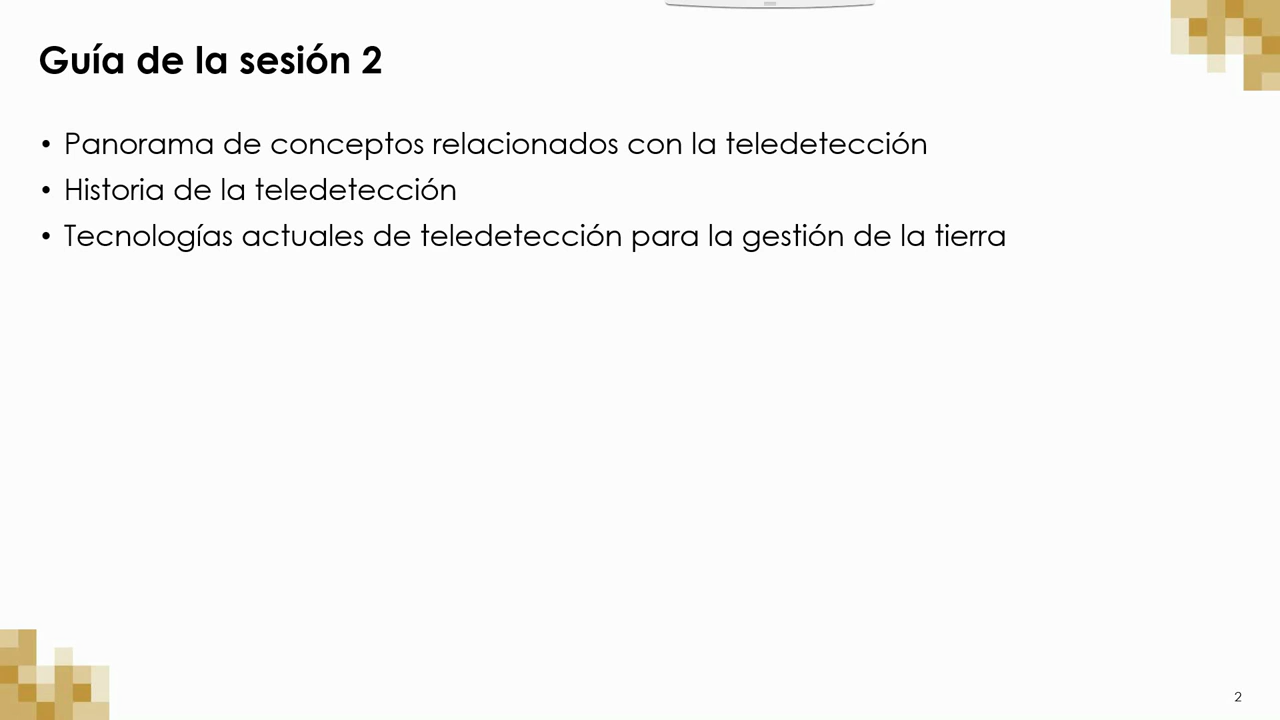 Guía de la sesión 2
• Panorama de conceptos relacionados con la teledetección
• Historia de la teledetección
• Tecnologías actuales de teledetección para la gestión de la tierra
2